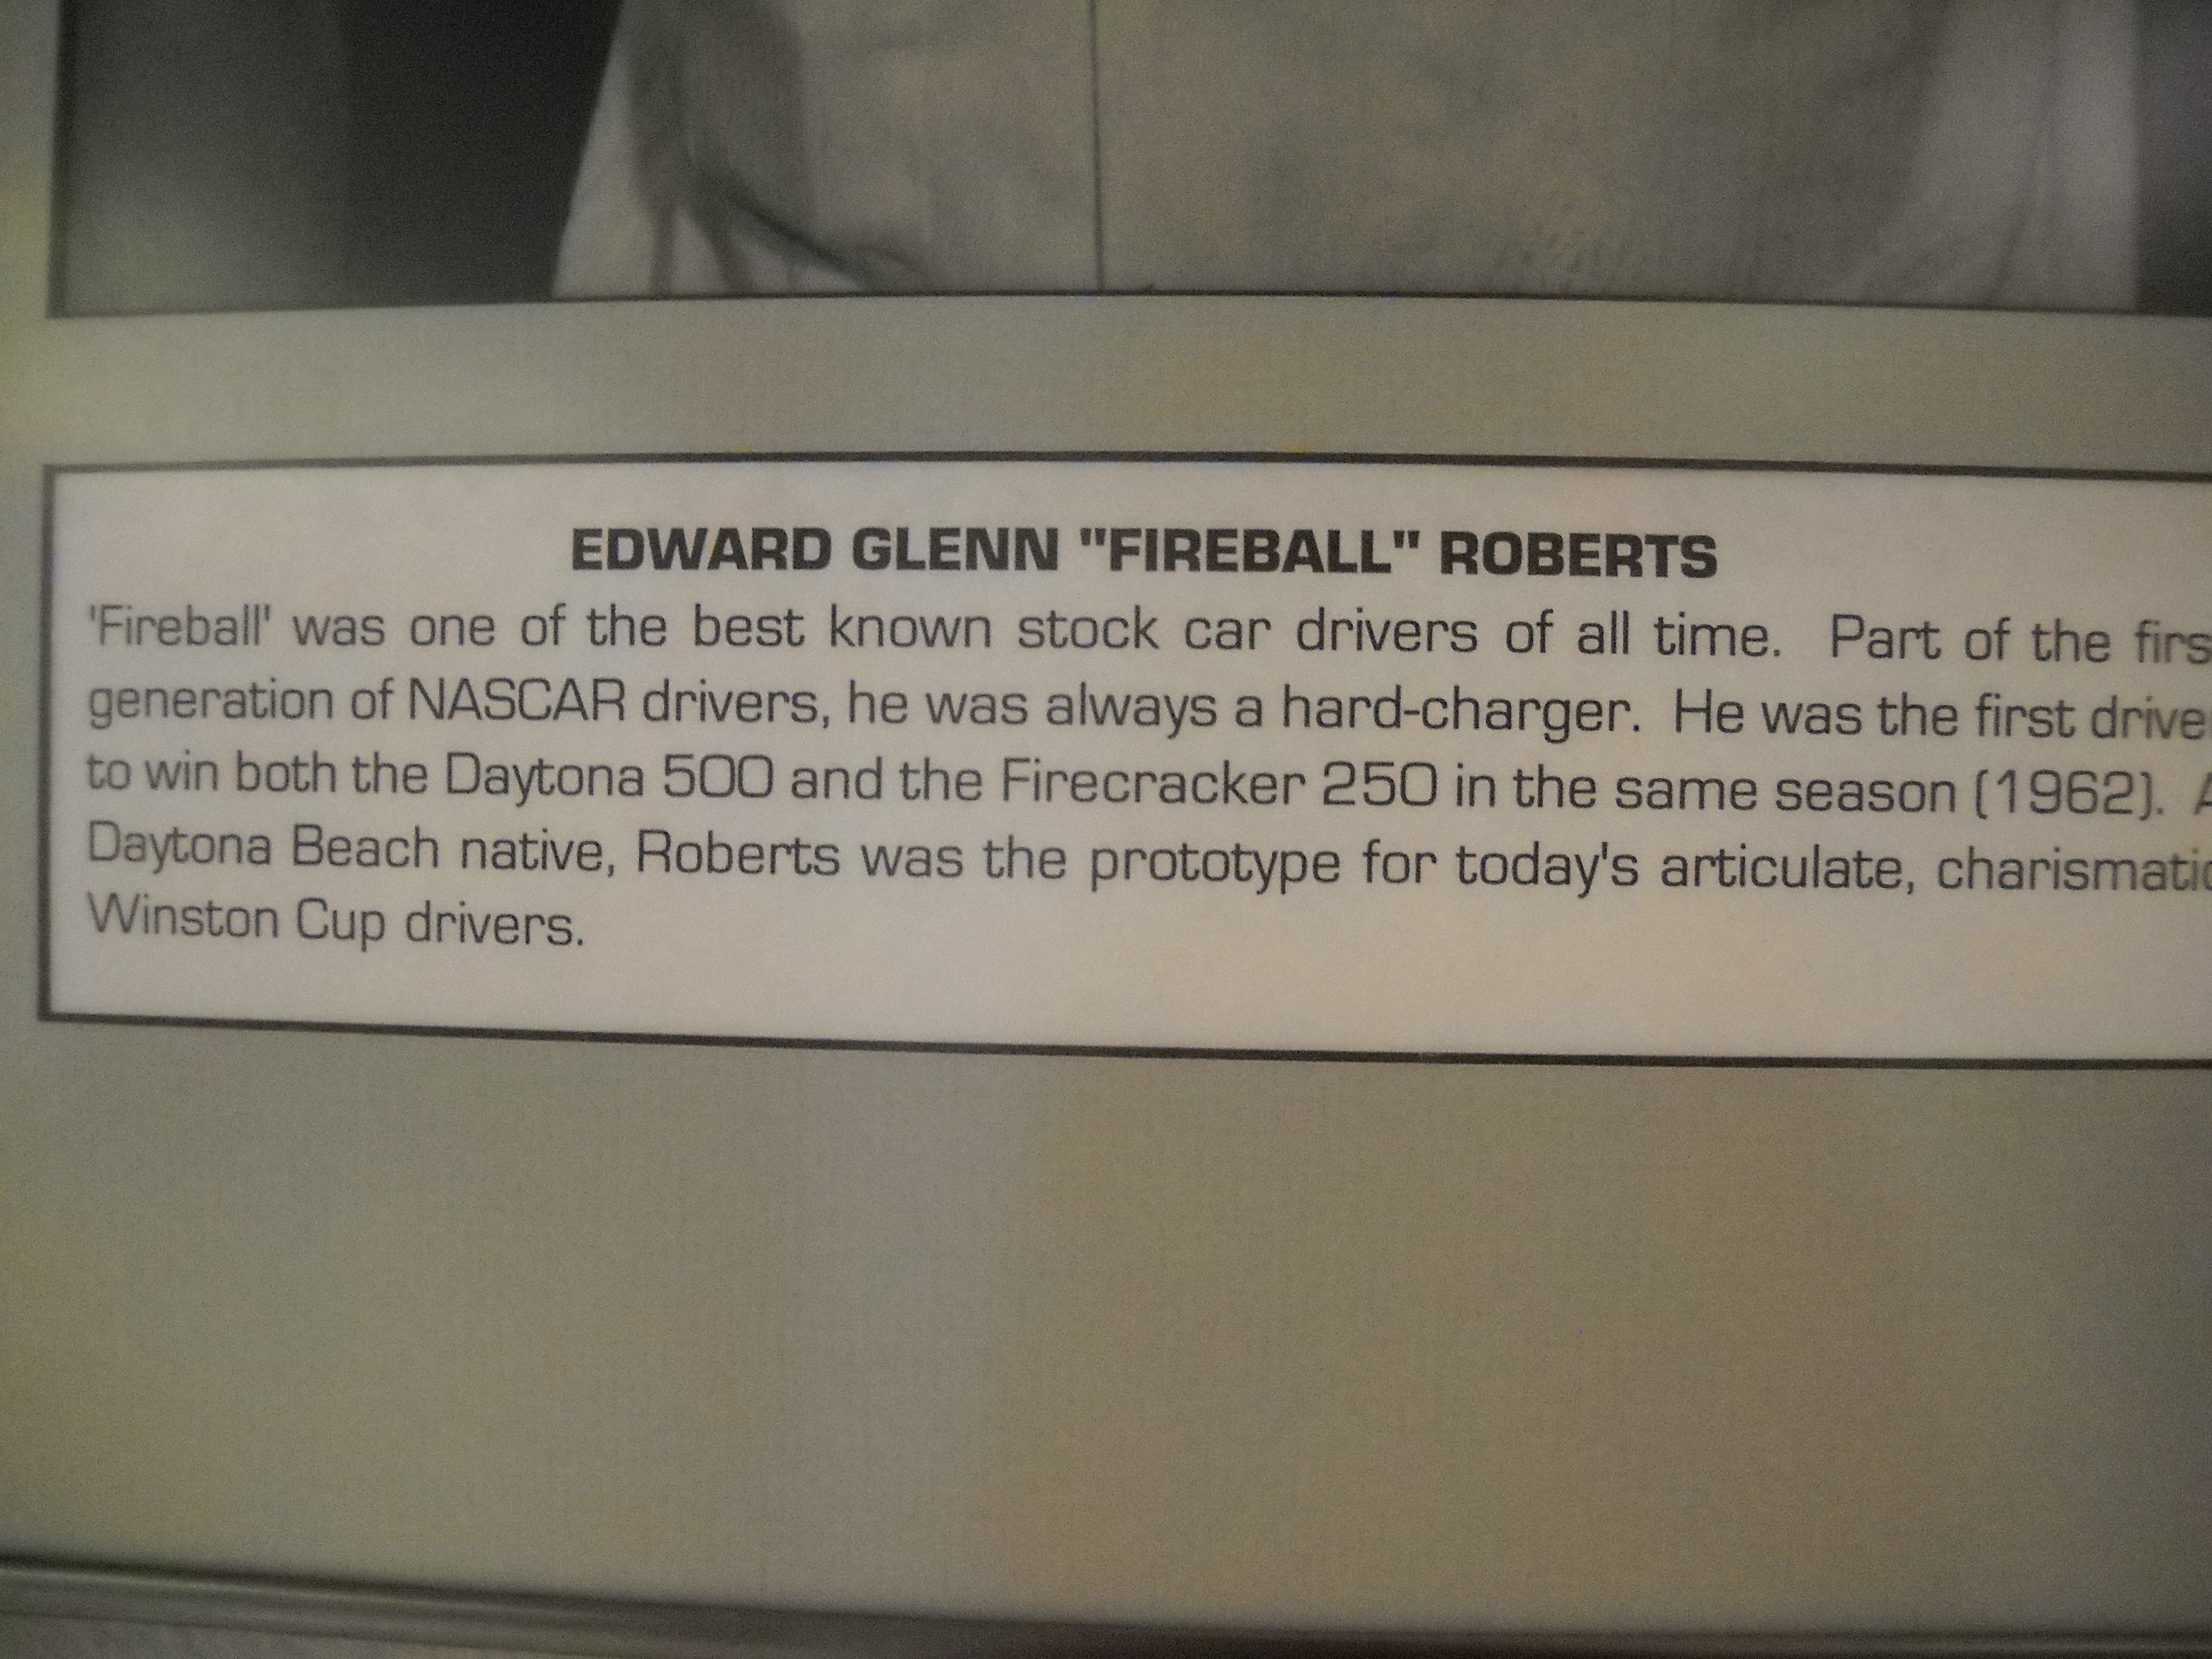 EDWARD GLENN "FIREBALL" ROBERTS
'Fireball' was one of the best known stock car drivers of all time. Part of the firs
generation of NASCAR drivers, he was always a hard-charger. He was the first drive
to win both the Daytona 500 and the Firecracker 250 in the same season (1962). A
Daytona Beach native, Roberts was the prototype for today's articulate, charismatic
Winston Cup drivers.